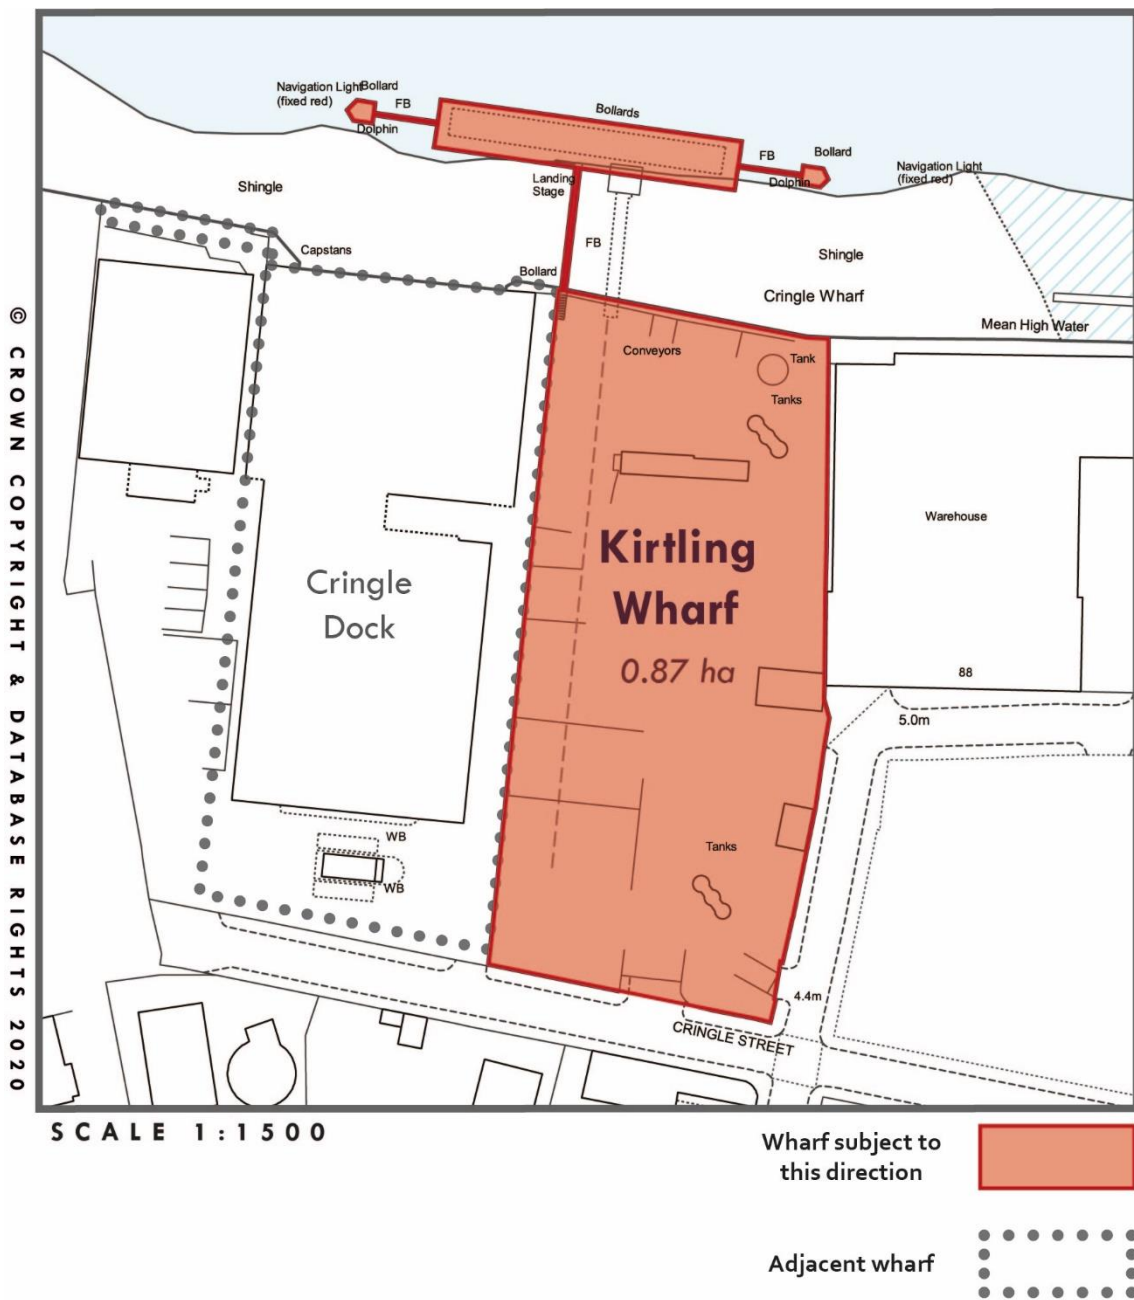 Navigation Light
(fixed red)
Bollard
FB
Dolphin
Bollards
FB
Bollard
Dolphin
Navigation Light
(fixed red)
Landing
Stage
Shingle
Capstans
FB
Bollard
Shingle
Cringle Wharf
Mean High Water
Conveyors
Tank
Tanks
Warehouse
Kirtling
Wharf
0.87 ha
Cringle
Dock
88
5.0m
WB
WB
Tanks
4.4m
CRINGLE STREET
© CROWN COPYRIGHT & DATABASE RIGHTS 2020
SCALE 1:1500
Wharf subject to
this direction
Adjacent wharf